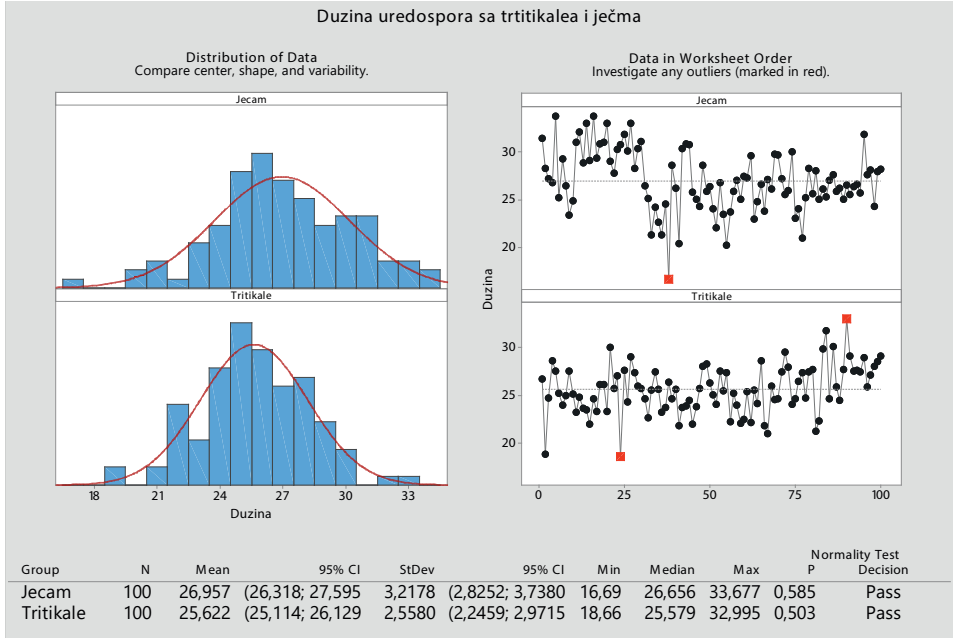 Duzina uredospora sa trtitikalea i ječma
Distribution of Data
Compare center, shape, and variability.
Jecam
Tritikale
18 21 24 27 30 33
Duzina
Data in Worksheet Order
Investigate any outliers (marked in red).
Jecam
30
25
20
Duzina
Tritikale
30
25
20
0 25 50 75 100
Normality Test
Group N Mean 95% CI StDev 95% CI Min Median Max P Decision
Jecam 100 26,957 (26,318; 27,595 3,2178 (2,8252; 3,7380 16,69 26,656 33,677 0,585 Pass
Tritikale 100 25,622 (25,114; 26,129 2,5580 (2,2459; 2,9715 18,66 25,579 32,995 0,503 Pass